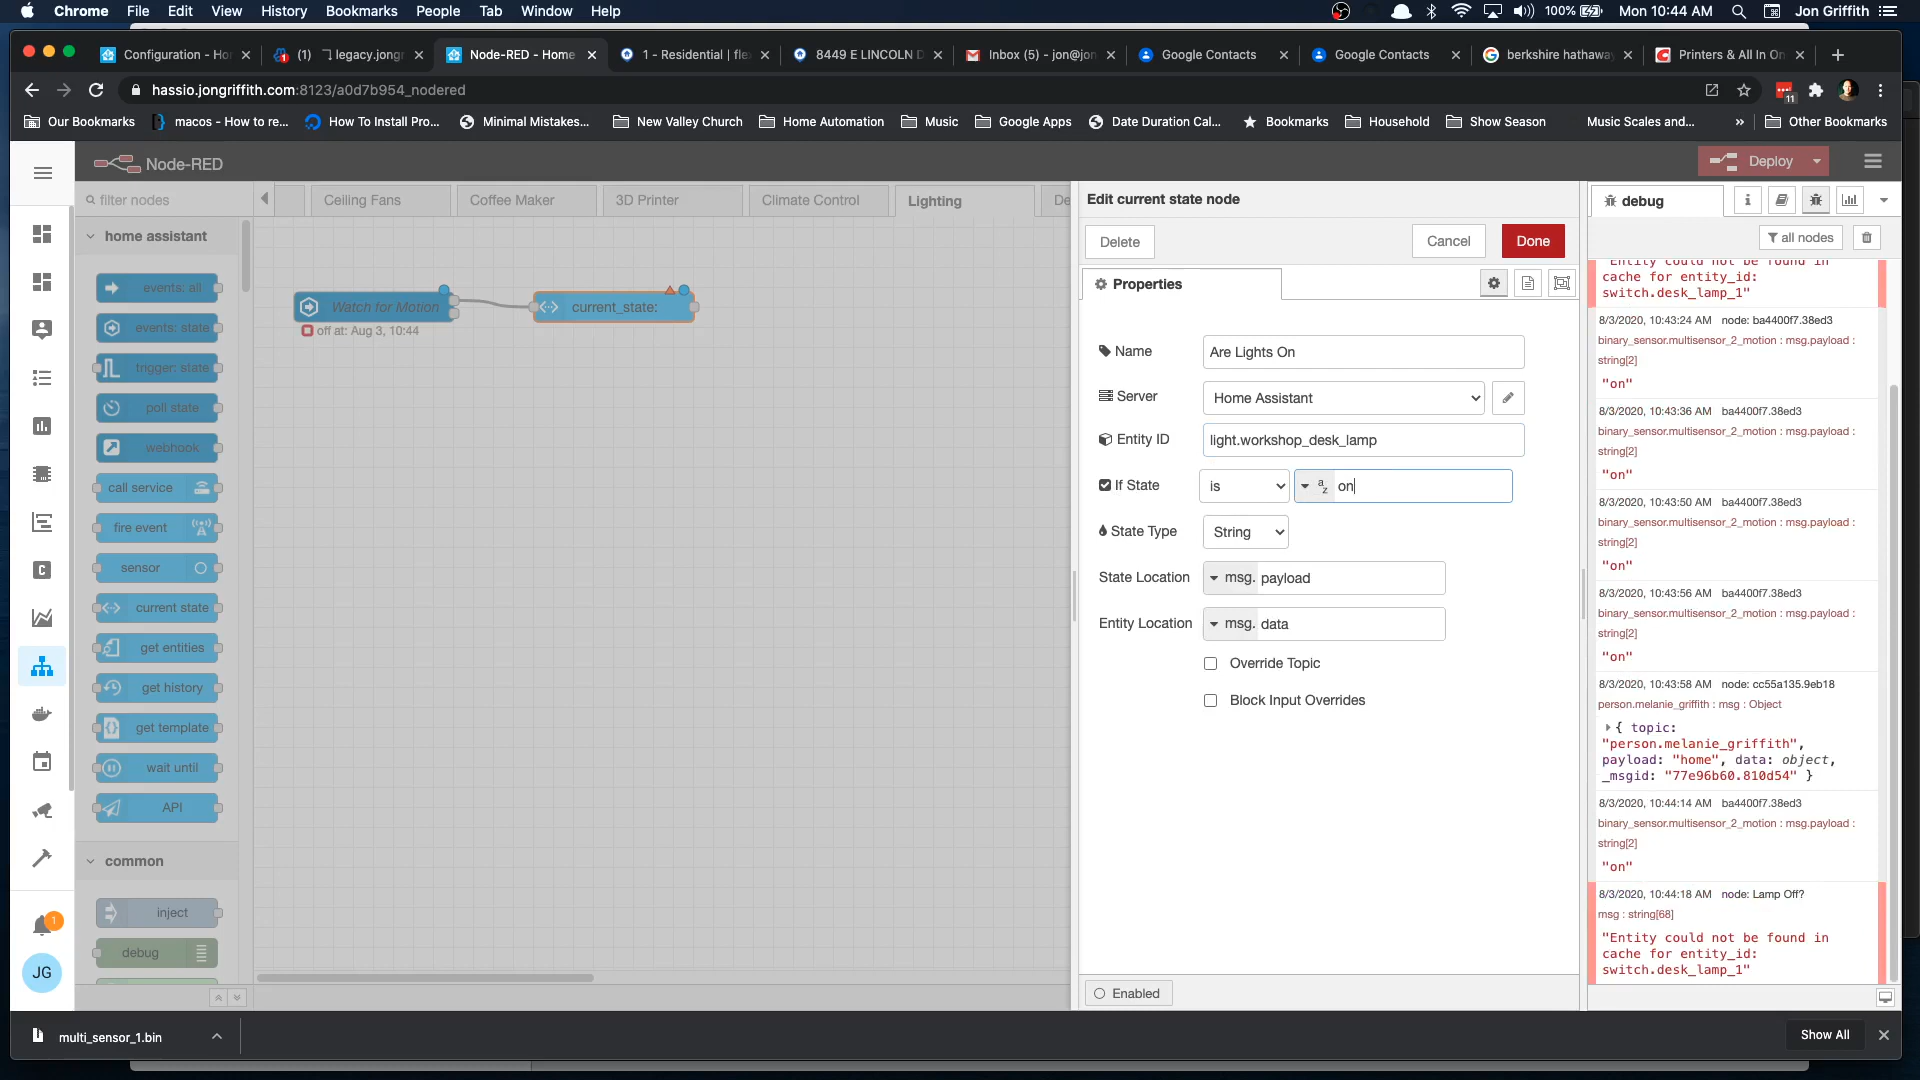 Chrome File Edit View History Bookmarks People Tab Window Help 100% Mon 10:44 AM Jon Griffith
Configuration - Ho (1) legacy.jongr Node-RED - Home 1 - Residential | fle 8449 E LINCOLN D Inbox (5) - jon@jon Google Contacts Google Contacts berkshire hathaway Printers & All In On
hassio.jongriffith.com:8123/a0d7b954_nodered 11
Our Bookmarks macos - How to re... How To Install Pro... Minimal Mistakes... New Valley Church Home Automation Music Google Apps Date Duration Cal... Bookmarks Household Show Season Music Scales and... » Other Bookmarks
Node-RED Deploy
filter nodes Ceiling Fans Coffee Maker 3D Printer Climate Control Lighting De
home assistant
events: all
events: state
trigger: state
poll state
webhook
call service
fire event
sensor
current state
get entities
get history
get template
wait until
API
common
inject
debug
1
JG
Watch for Motion
off at: Aug 3, 10:44
current_state:
Edit current state node
Delete Cancel Done
Properties
Name Are Lights On
Server Home Assistant
Entity ID light.workshop_desk_lamp
If State is a z on
State Type String
State Location msg. payload
Entity Location msg. data
Override Topic
Block Input Overrides
Enabled
debug i
all nodes
"Entity could not be found in
cache for entity_id:
switch.desk_lamp_1"
8/3/2020, 10:43:24 AM node: ba4400f7.38ed3
binary_sensor.multisensor_2_motion : msg.payload :
string[2]
"on"
8/3/2020, 10:43:36 AM ba4400f7.38ed3
binary_sensor.multisensor_2_motion : msg.payload :
string[2]
"on"
8/3/2020, 10:43:50 AM ba4400f7.38ed3
binary_sensor.multisensor_2_motion : msg.payload :
string[2]
"on"
8/3/2020, 10:43:56 AM ba4400f7.38ed3
binary_sensor.multisensor_2_motion : msg.payload :
string[2]
"on"
8/3/2020, 10:43:58 AM node: cc55a135.9eb18
person.melanie_griffith : msg : Object
{ topic:
"person.melanie_griffith",
payload: "home", data: object,
_msgid: "77e96b60.810d54" }
8/3/2020, 10:44:14 AM ba4400f7.38ed3
binary_sensor.multisensor_2_motion : msg.payload :
string[2]
"on"
8/3/2020, 10:44:18 AM node: Lamp Off?
msg : string[68]
"Entity could not be found in
cache for entity_id:
switch.desk_lamp_1"
multi_sensor_1.bin Show All